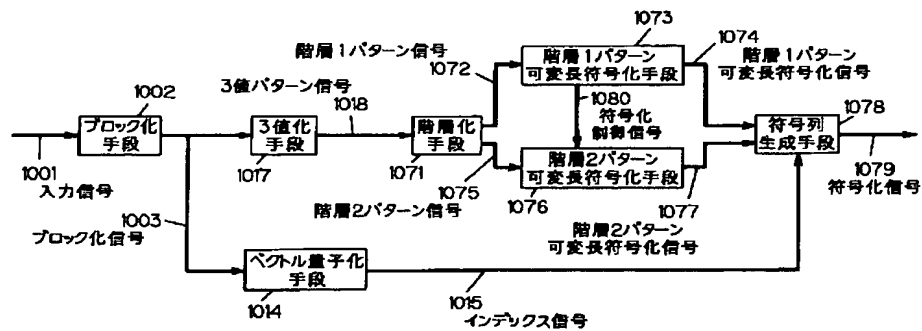 1073
階層1パターン
可変長符号化手段
階層1パターン信号
1072
1074
階層1パターン
可変長符号化信号
1002
ブロック化
手段
3値パターン信号
1018
3値化
手段
1017
階層化
手段
1071
1080
符号化
制御信号
1078
符号列
生成手段
1001
入力信号
1075
階層2パターン
可変長符号化手段
1076
1077
1079
符号化信号
1003
ブロック化信号
階層2パターン信号
階層2パターン
可変長符号化信号
ベクトル量子化
手段
1014
1015
インデックス信号